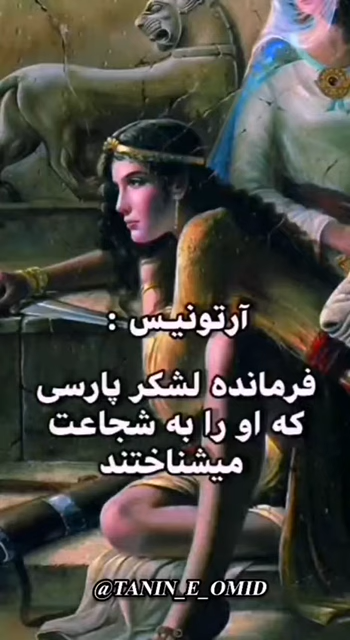 آرتونیس :
فرمانده لشکر پارسی
که او را به شجاعت
میشناختند
@TANIN_E_OMID